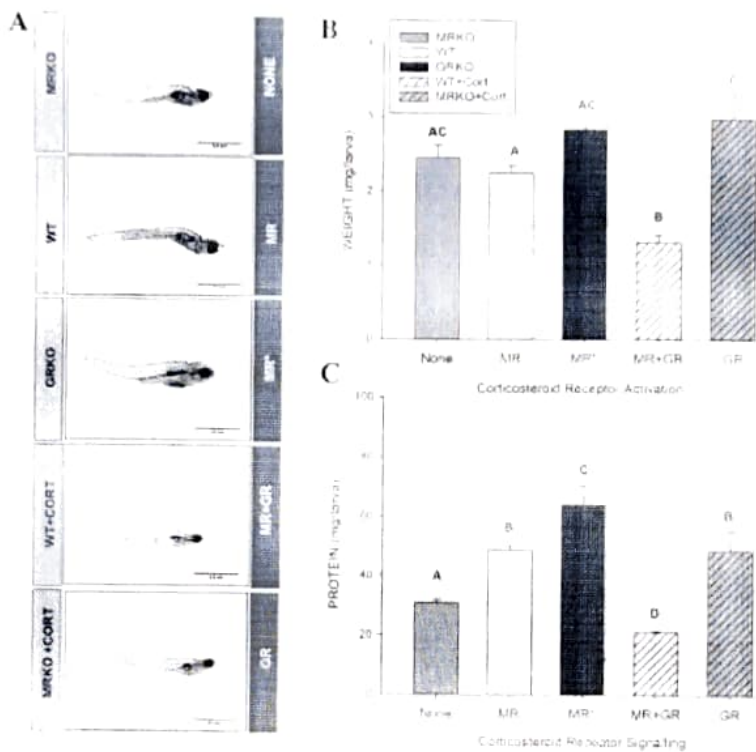 A
MRKO
NONE
WT
MR
GRKO
MR+
WT+CORT
MR+GR
MRKO +CORT
GR
B
MRKO
WT
GRKO
WT+Cort
MRKO+Cort
WEIGHT (mg/larva)
2
0
AC
A
AC
B
C
None
MR
MR+
MR+GR
GR
Corticosteroid Receptor Activation
C
PROTEIN (mg/larva)
100
80
60
40
20
0
A
B
C
D
B
None
MR
MR+
MR+GR
GR
Corticosteroid Receptor Signalling